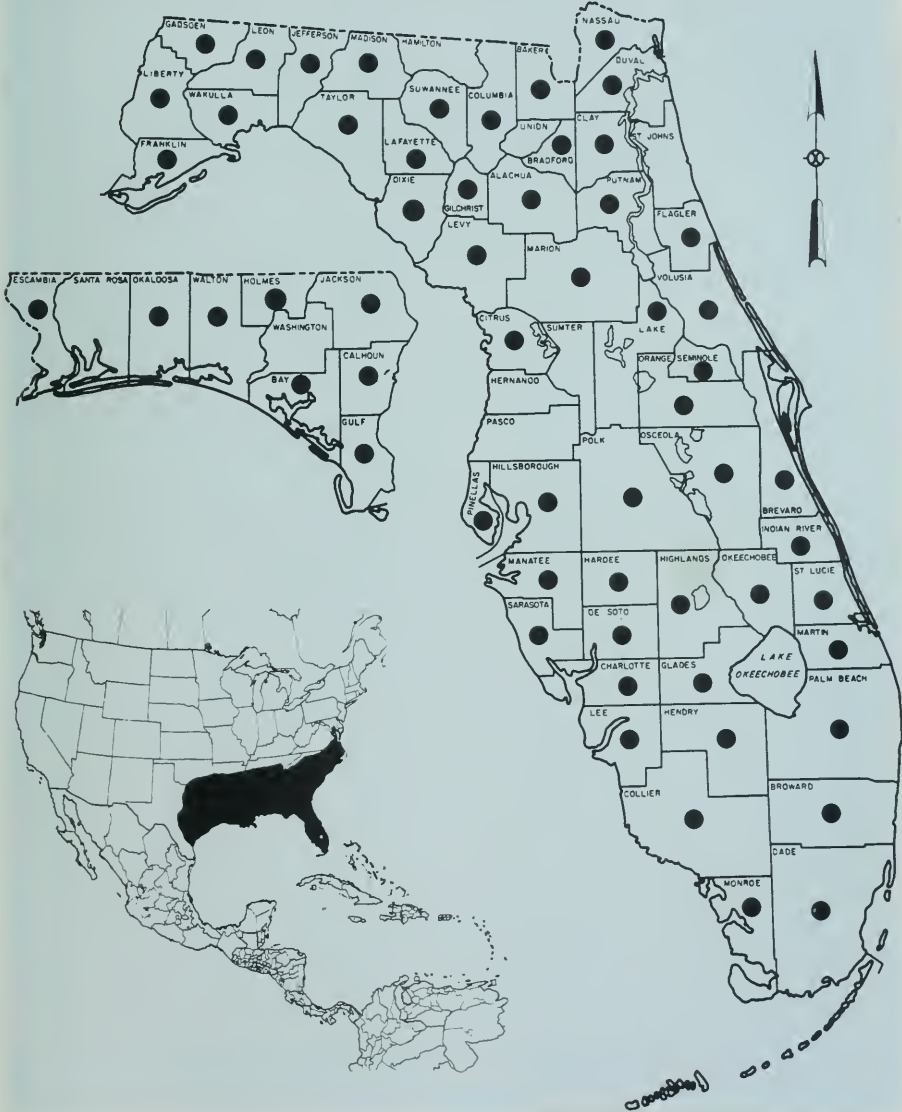 NASSAU
GADSDEN
LEON
JEFFERSON
MADISON
HAMILTON
BAKER
DUVAL
LIBERTY
WAKULLA
TAYLOR
SUWANNEE
COLUMBIA
UNION
CLAY
ST JOHNS
FRANKLIN
LAFAYETTE
BRADFORD
DIXIE
GILCHRIST
ALACHUA
PUTNAM
LEVY
FLAGLER
MARION
VOLUSIA
ESCAMBIA
SANTA ROSA
OKALOOSA
WALTON
HOLMES
JACKSON
WASHINGTON
CALHOUN
BAY
GULF
CITRUS
SUMTER
LAKE
ORANGE
SEMINOLE
HERNANDO
PASCO
POLK
OSCEOLA
PINELLAS
HILLSBOROUGH
BREVARD
INDIAN RIVER
MANATEE
HARDEE
HIGHLANDS
OKEECHOBEE
ST LUCIE
SARASOTA
DE SOTO
MARTIN
CHARLOTTE
GLADES
LAKE
OKEECHOBEE
PALM BEACH
LEE
HENDRY
COLLIER
BROWARD
DADE
MONROE